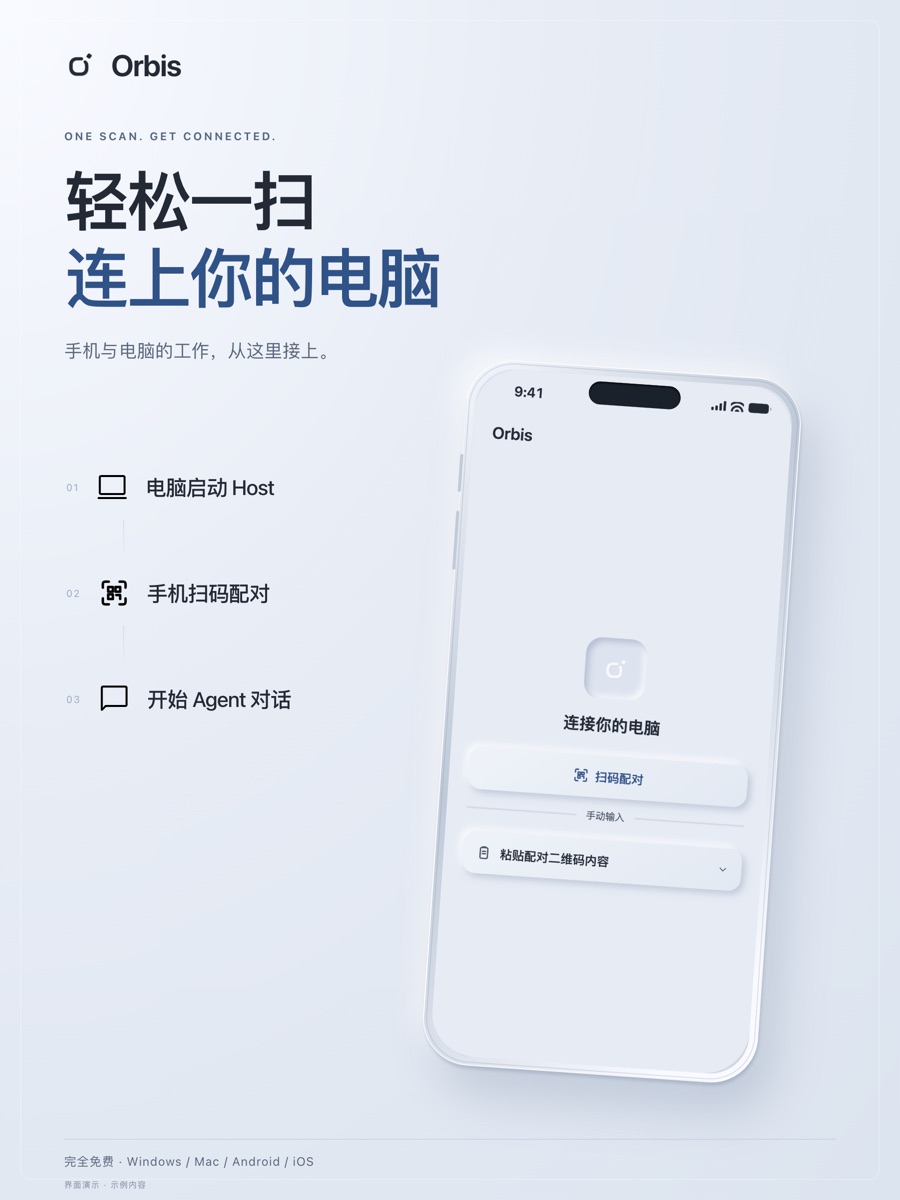 Orbis
ONE SCAN. GET CONNECTED.
轻松一扫
连上你的电脑
手机与电脑的工作，从这里接上。
01 电脑启动 Host
02 手机扫码配对
03 开始 Agent 对话
9:41
Orbis
连接你的电脑
扫码配对
手动输入
粘贴配对二维码内容
完全免费 · Windows / Mac / Android / iOS
界面演示 · 示例内容